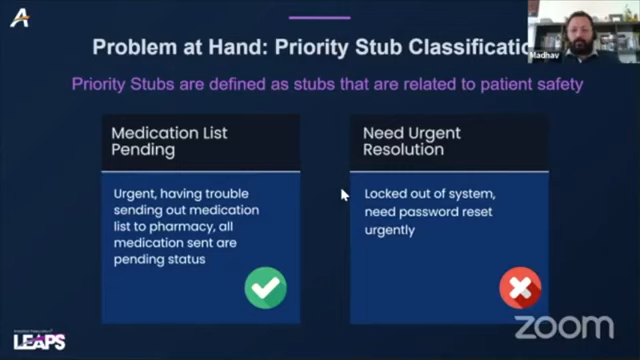 Problem at Hand: Priority Stub Classificatio
Madhav
Priority Stubs are defined as stubs that are related to patient safety
Medication List
Pending
Urgent, having trouble
sending out medication
list to pharmacy, all
medication sent are
pending status
Need Urgent
Resolution
Locked out of system,
need password reset
urgently
LEAPS
zoom